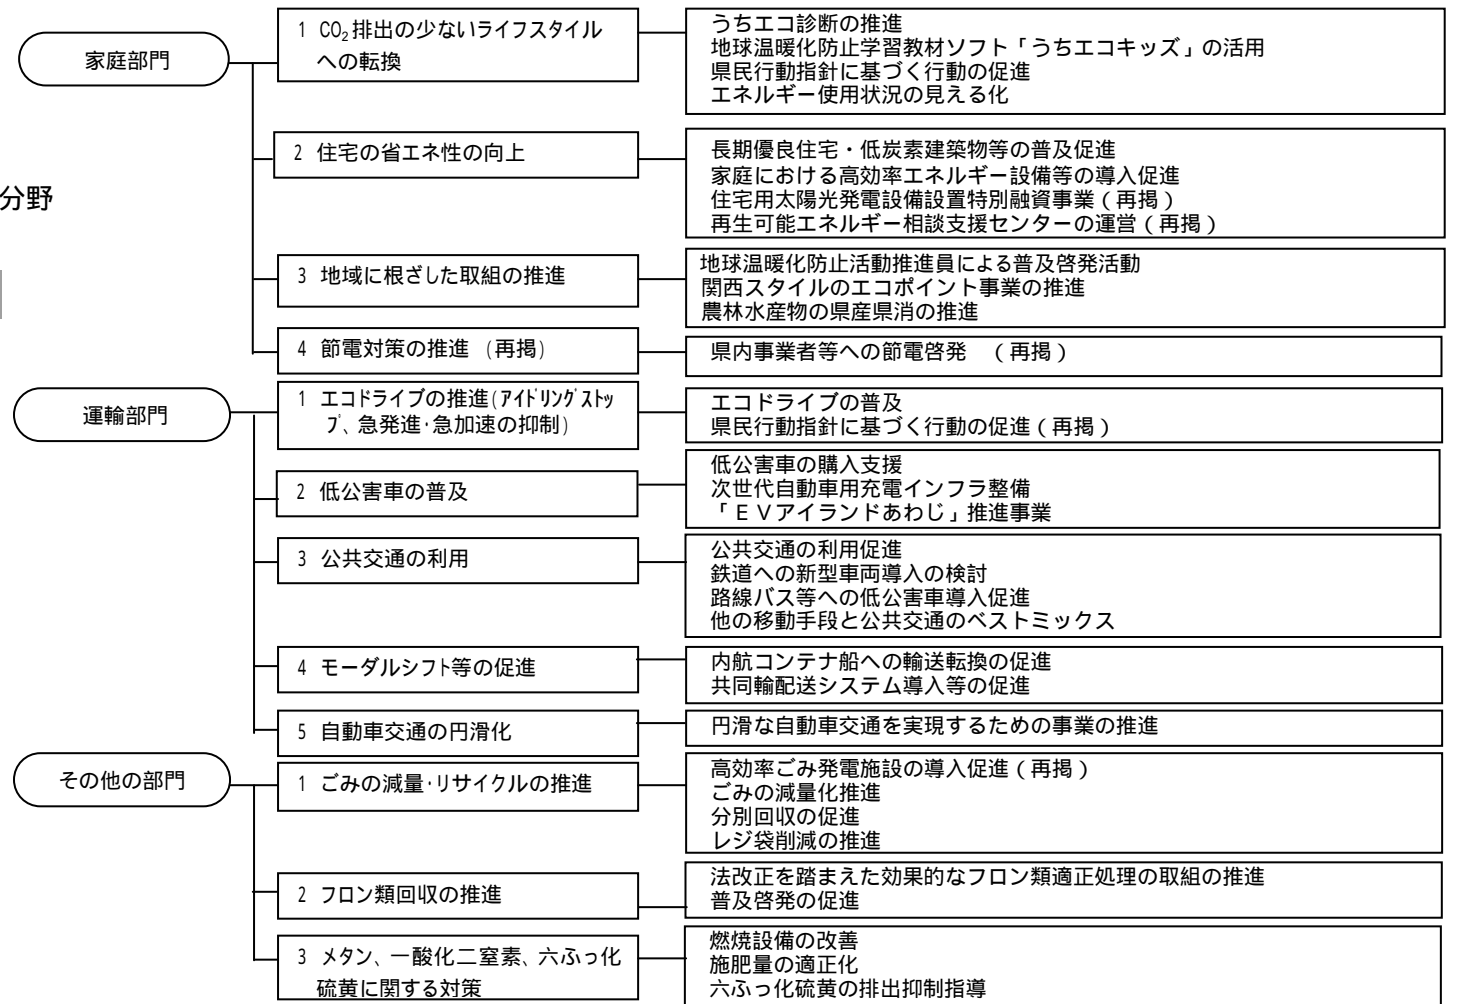 分野
家庭部門
1 CO₂排出の少ないライフスタイル
への転換
うちエコ診断の推進
地球温暖化防止学習教材ソフト「うちエコキッズ」の活用
県民行動指針に基づく行動の促進
エネルギー使用状況の見える化
2 住宅の省エネ性の向上
長期優良住宅・低炭素建築物等の普及促進
家庭における高効率エネルギー設備等の導入促進
住宅用太陽光発電設備設置特別融資事業(再掲)
再生可能エネルギー相談支援センターの運営(再掲)
3 地域に根ざした取組の推進
地球温暖化防止活動推進員による普及啓発活動
関西スタイルのエコポイント事業の推進
農林水産物の県産県消の推進
4 節電対策の推進 (再掲)
県内事業者等への節電啓発 (再掲)
運輸部門
1 エコドライブの推進(ｱｲﾄﾞﾘﾝｸﾞｽﾄｯ
ﾌﾟ、急発進･急加速の抑制)
エコドライブの普及
県民行動指針に基づく行動の促進(再掲)
2 低公害車の普及
低公害車の購入支援
次世代自動車用充電インフラ整備
「ＥＶアイランドあわじ」推進事業
3 公共交通の利用
公共交通の利用促進
鉄道への新型車両導入の検討
路線バス等への低公害車導入促進
他の移動手段と公共交通のベストミックス
4 モーダルシフト等の促進
内航コンテナ船への輸送転換の促進
共同輸配送システム導入等の促進
5 自動車交通の円滑化
円滑な自動車交通を実現するための事業の推進
その他の部門
1 ごみの減量･リサイクルの推進
高効率ごみ発電施設の導入促進(再掲)
ごみの減量化推進
分別回収の促進
レジ袋削減の推進
2 フロン類回収の推進
法改正を踏まえた効果的なフロン類適正処理の取組の推進
普及啓発の促進
3 メタン、一酸化二窒素、六ふっ化
硫黄に関する対策
燃焼設備の改善
施肥量の適正化
六ふっ化硫黄の排出抑制指導